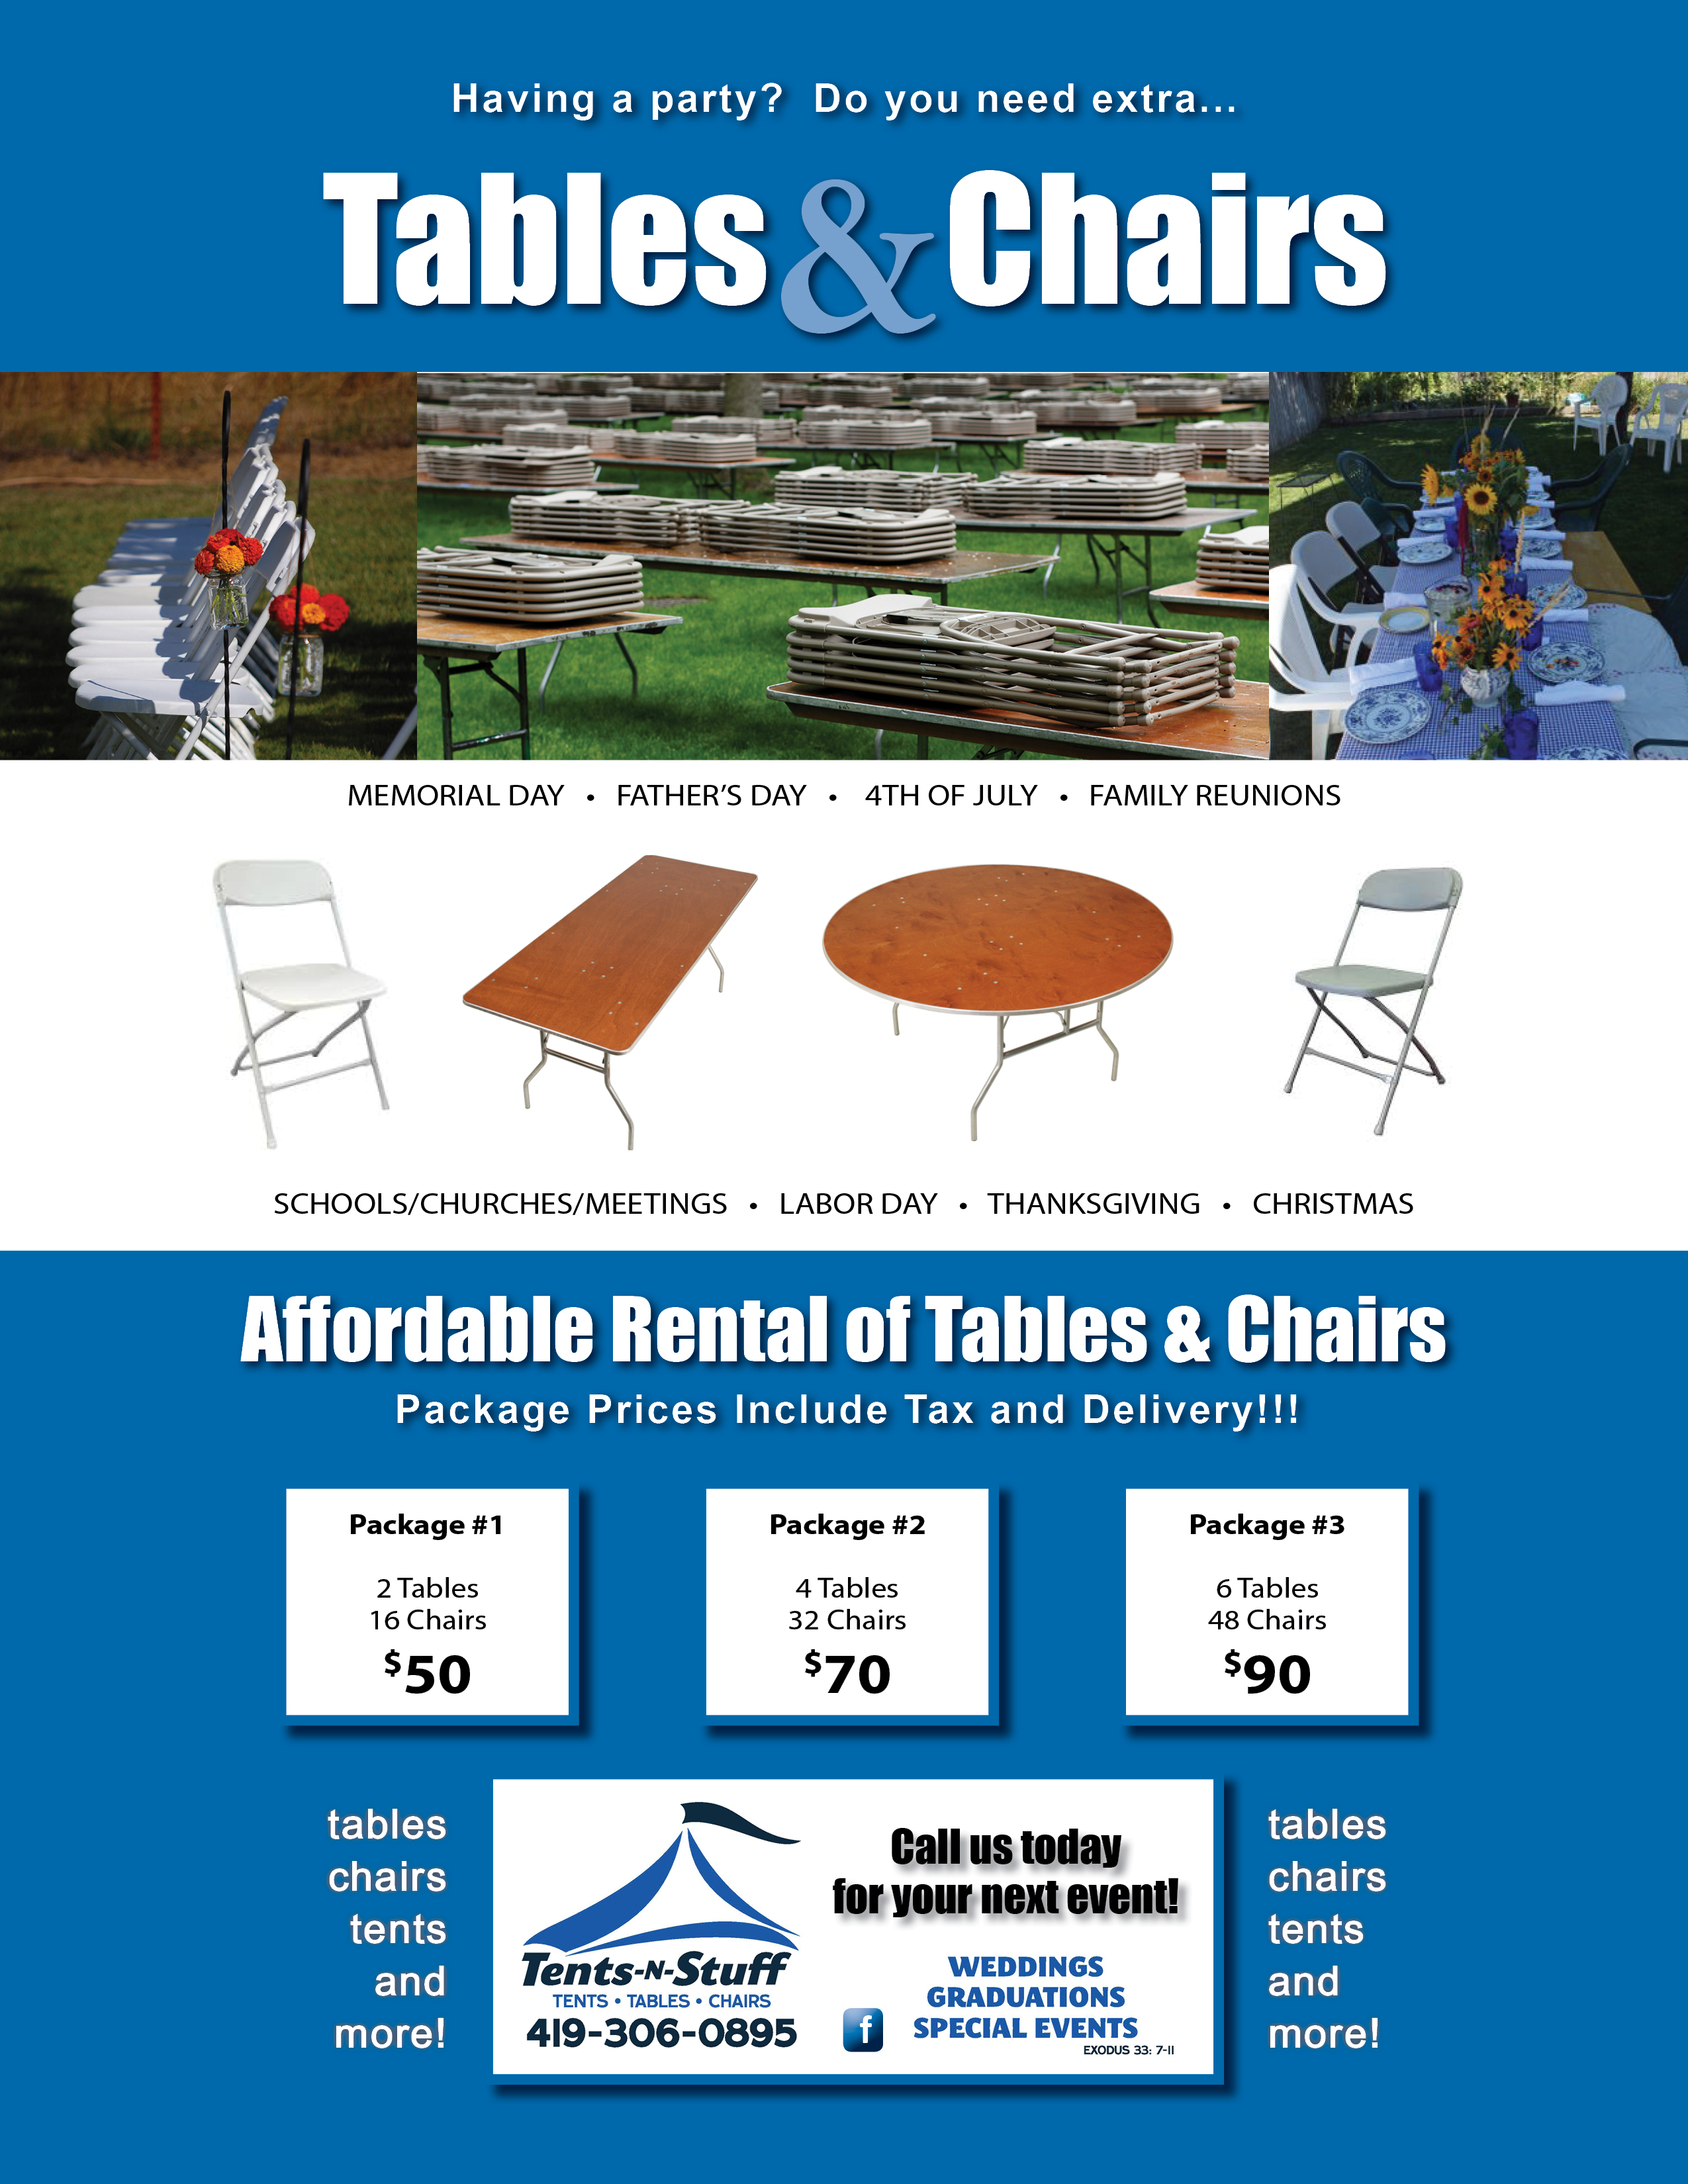 Having a party? Do you need extra...
Tables & Chairs
MEMORIAL DAY • FATHER'S DAY • 4TH OF JULY • FAMILY REUNIONS
SCHOOLS/CHURCHES/MEETINGS • LABOR DAY • THANKSGIVING • CHRISTMAS
Affordable Rental of Tables & Chairs
Package Prices Include Tax and Delivery!!!
Package #1
2 Tables
16 Chairs
$50
Package #2
4 Tables
32 Chairs
$70
Package #3
6 Tables
48 Chairs
$90
tables
chairs
tents
and
more!
Tents-N-Stuff
TENTS • TABLES • CHAIRS
419-306-0895
Call us today
for your next event!
f
WEDDINGS
GRADUATIONS
SPECIAL EVENTS
EXODUS 33: 7-11
tables
chairs
tents
and
more!